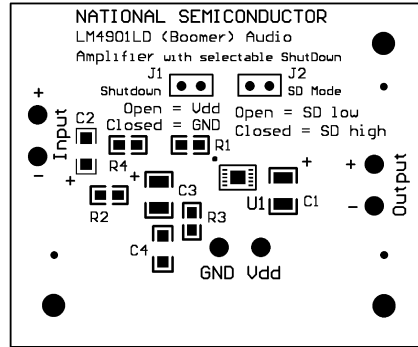 NATIONAL SEMICONDUCTOR
LM4901LD (Boomer) Audio
Amplifier with selectable ShutDown
J1
J2
Shutdown
SD Mode
Open = Vdd
Closed = GND
Open = SD low
Closed = SD high
+
Input
-
C2
+
R4
R1
R2
+
C3
R3
C4
U1
+
C1
+
Output
-
GND Vdd